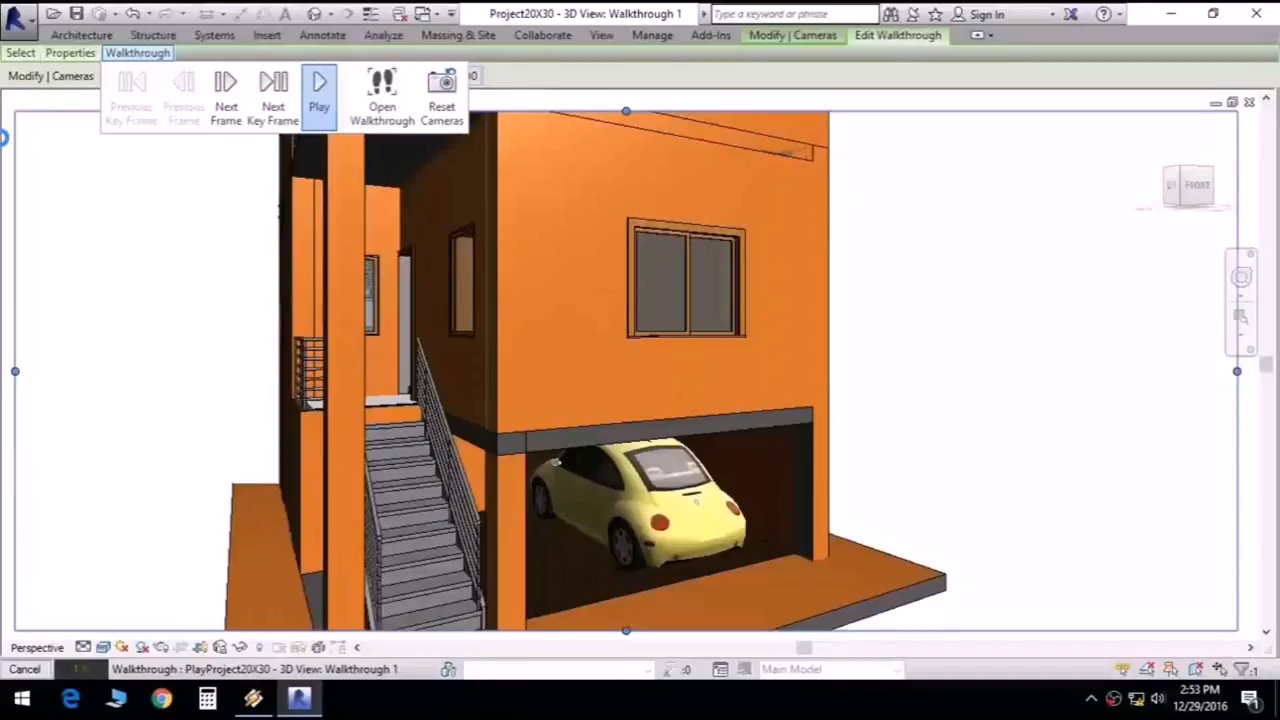 Project20X30 - 3D View: Walkthrough 1
Type a keyword or phrase
Sign In
Architecture Structure Systems Insert Annotate Analyze Massing & Site Collaborate View Manage Add-Ins Modify | Cameras Edit Walkthrough
Select Properties Walkthrough
Modify | Cameras
Previous Key Frame
Previous Frame
Next Frame
Next Key Frame
Play
Open Walkthrough
Reset Cameras
FRONT
Perspective
Cancel
Walkthrough : PlayProject20X30 - 3D View: Walkthrough 1
:0
Main Model
:1
2:53 PM
12/29/2016